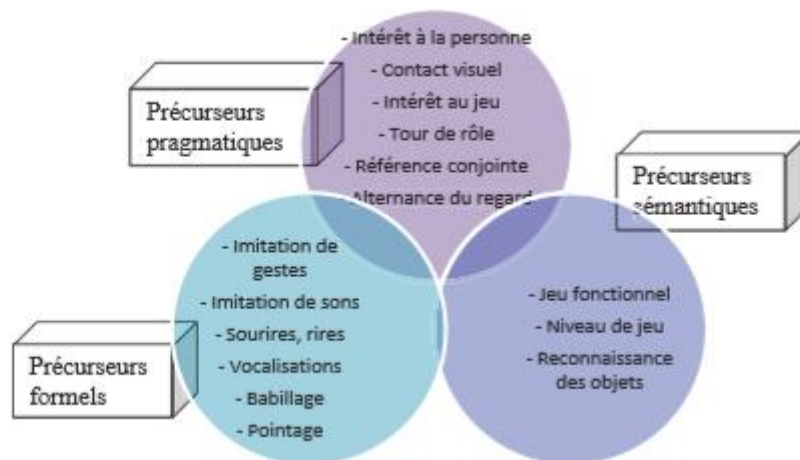 - Intérêt à la personne
- Contact visuel
- Intérêt au jeu
- Tour de rôle
- Référence conjointe
- Alternance du regard
Précurseurs
pragmatiques
Précurseurs
sémantiques
- Imitation de
gestes
- Imitation de sons
- Sourires, rires
- Vocalisations
- Babillage
- Pointage
- Jeu fonctionnel
- Niveau de jeu
- Reconnaissance
des objets
Précurseurs
formels